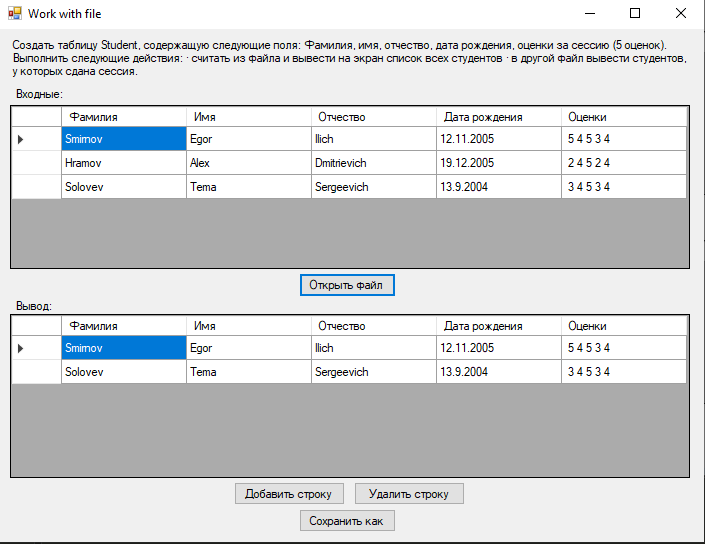 Work with file
Создать таблицу Student, содержащую следующие поля: Фамилия, имя, отчество, дата рождения, оценки за сессию (5 оценок).
Выполнить следующие действия: · считать из файла и вывести на экран список всех студентов · в другой файл вывести студентов,
у которых сдана сессия.
Входные:
Фамилия Имя Отчество Дата рождения Оценки
Smirnov Egor Ilich 12.11.2005 5 4 5 3 4
Hramov Alex Dmitrievich 19.12.2005 2 4 5 2 4
Solovev Tema Sergeevich 13.9.2004 3 4 5 3 4
Открыть файл
Вывод:
Фамилия Имя Отчество Дата рождения Оценки
Smirnov Egor Ilich 12.11.2005 5 4 5 3 4
Solovev Tema Sergeevich 13.9.2004 3 4 5 3 4
Добавить строку Удалить строку
Сохранить как